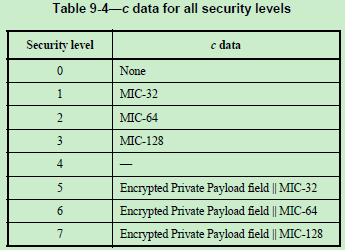 Table 9-4—c data for all security levels
Security level c data
0 None
1 MIC-32
2 MIC-64
3 MIC-128
4 —
5 Encrypted Private Payload field || MIC-32
6 Encrypted Private Payload field || MIC-64
7 Encrypted Private Payload field || MIC-128